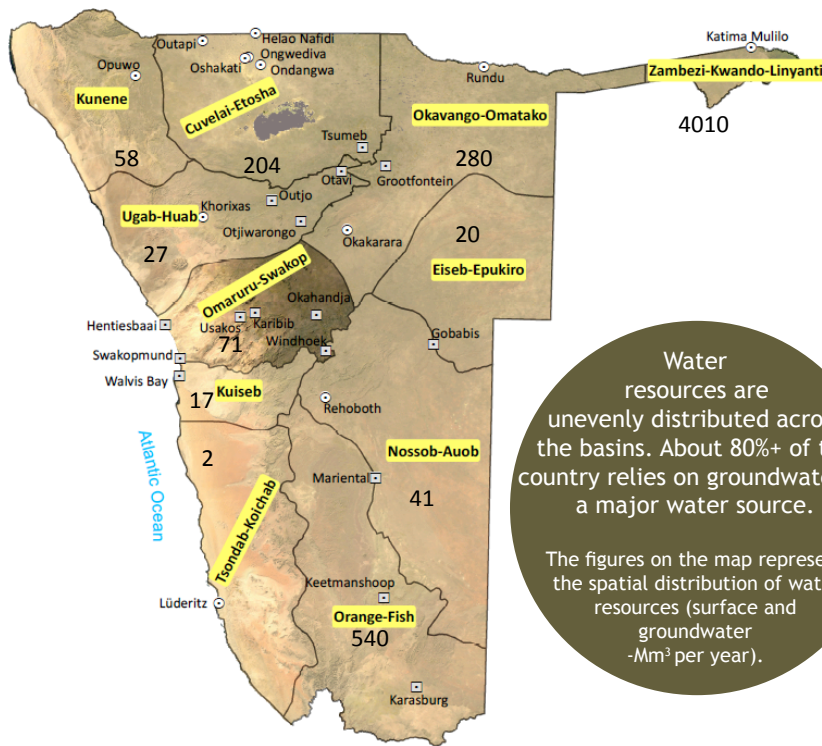 Helao Nafidi
Outapi
Ongwediva
Oshakati
Ondangwa
Katima Mulilo
Opuwo
Rundu
Zambezi-Kwando-Linyanti
Kunene
Cuvelai-Etosha
Okavango-Omatako
4010
Tsumeb
58
204
280
Otavi
Grootfontein
Khorixas
Outjo
Ugab-Huab
Otjiwarongo
Okakarara
20
27
Eiseb-Epukiro
Omaruru-Swakop
Okahandja
Hentiesbaai
Usakos
Karibib
71
Windhoek
Gobabis
Swakopmund
Walvis Bay
Kuiseb
17
Rehoboth
Atlantic Ocean
2
Nossob-Auob
Mariental
41
Tsondab-Koichab
Keetmanshoop
Lüderitz
Orange-Fish
540
Karasburg
Water
resources are
unevenly distributed acro
the basins. About 80%+ of t
country relies on groundwate
a major water source.
The figures on the map represe
the spatial distribution of wat
resources (surface and
groundwater
-Mm³ per year).